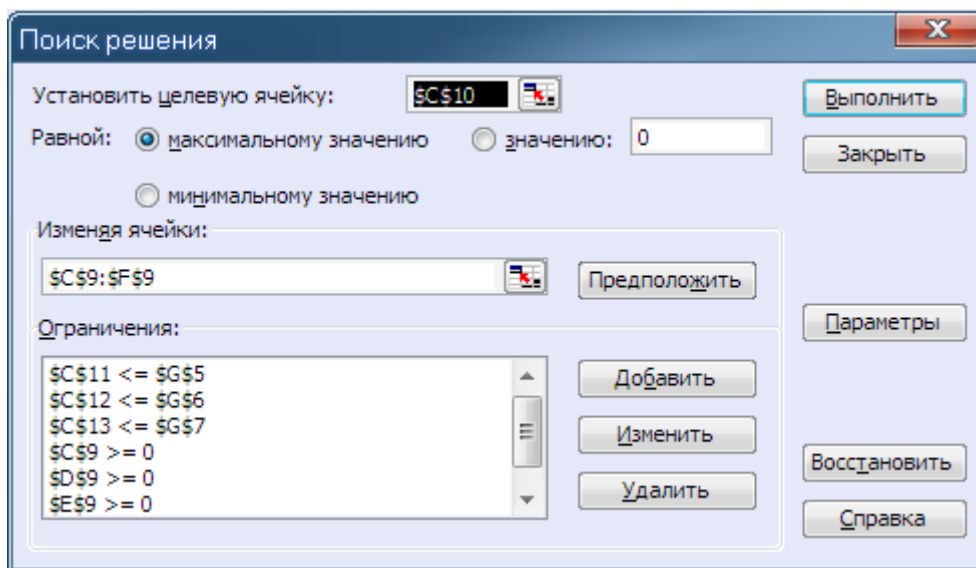 Поиск решения
Установить целевую ячейку: $C$10
Равной: максимальному значению значению: 0
минимальному значению
Изменяя ячейки:
$C$9:$F$9
Предположить
Ограничения:
$C$11 <= $G$5
$C$12 <= $G$6
$C$13 <= $G$7
$C$9 >= 0
$D$9 >= 0
$E$9 >= 0
Добавить
Изменить
Удалить
Выполнить
Закрыть
Параметры
Восстановить
Справка